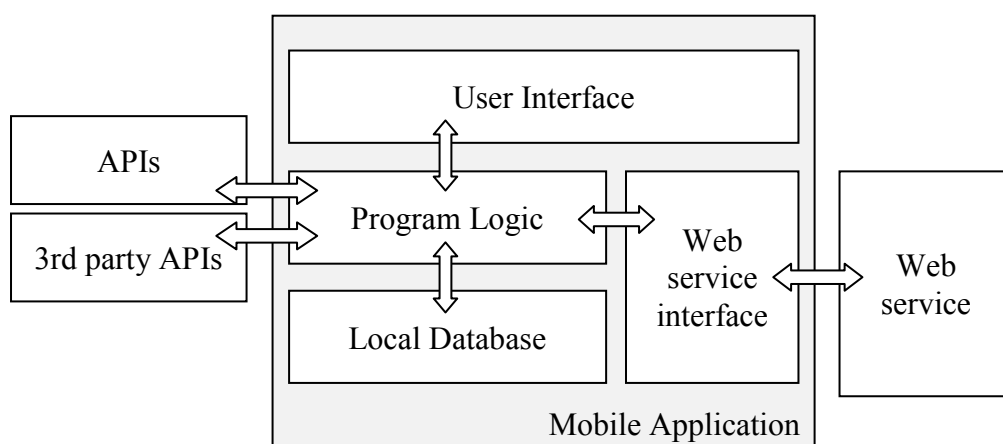 User Interface
APIs
3rd party APIs
Program Logic
Local Database
Web
service
interface
Web
service
Mobile Application